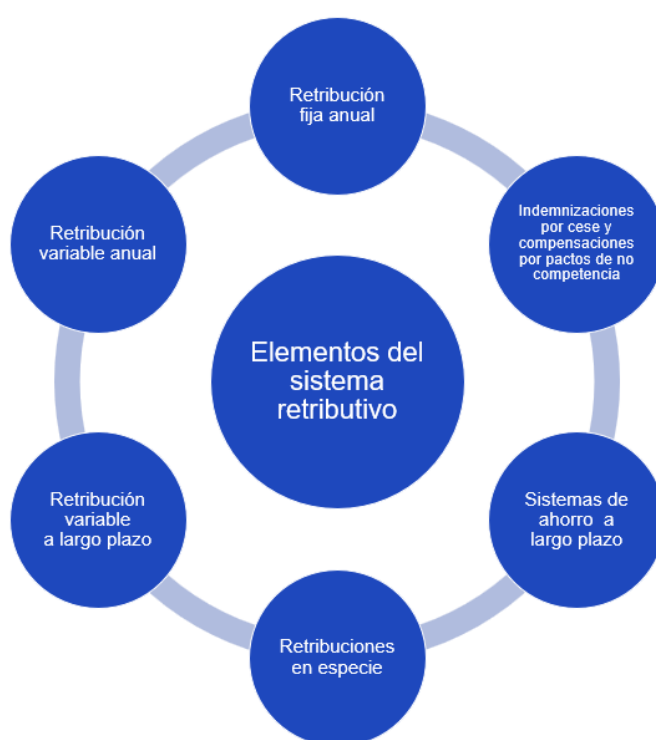 Retribución
fija anual
Indemnizaciones
por cese y
compensaciones
por pactos de no
competencia
Retribución
variable anual
Elementos del
sistema
retributivo
Retribución
variable
a largo plazo
Sistemas de
ahorro a
largo plazo
Retribuciones
en especie